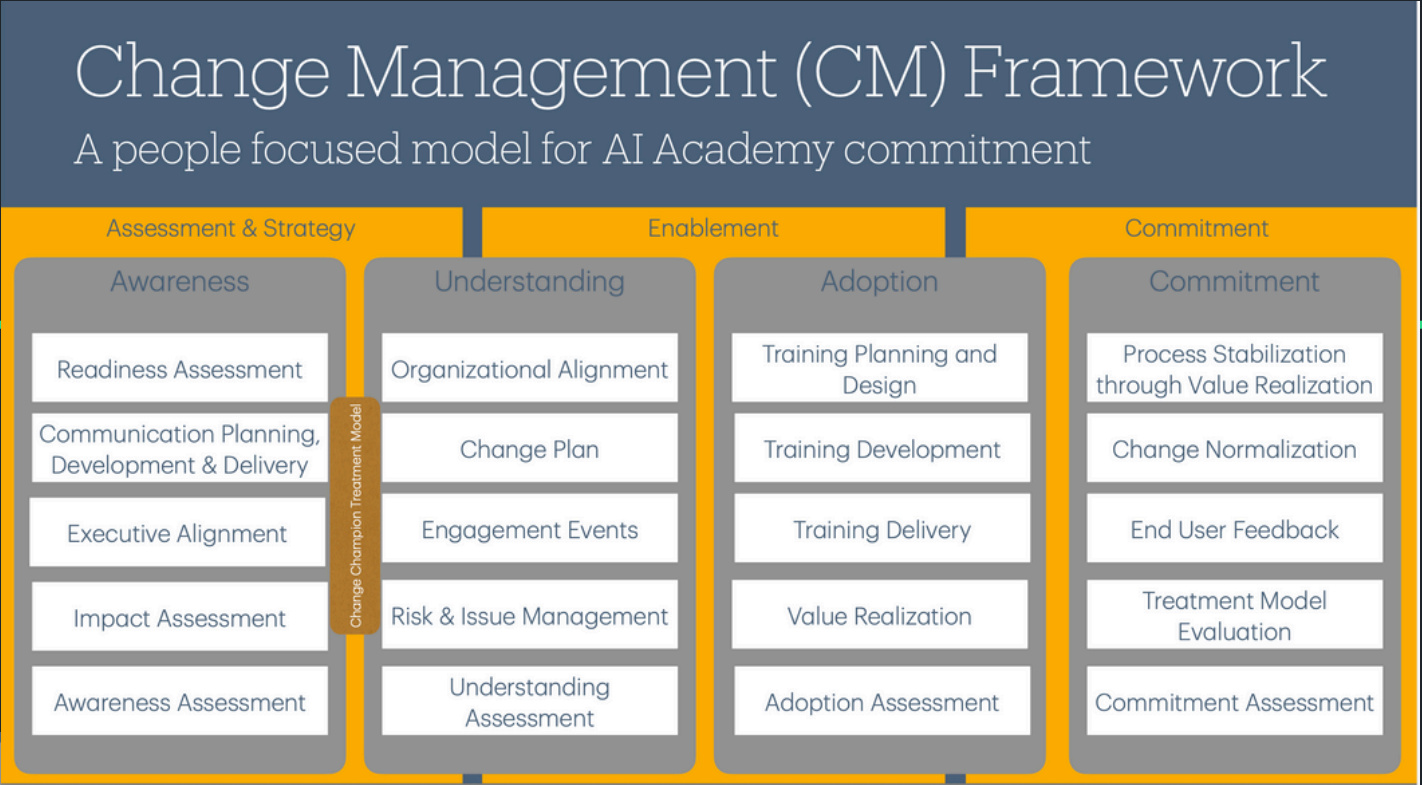 Change Management (CM) Framework
A people focused model for AI Academy commitment
Assessment & Strategy
Enablement
Commitment
Awareness
Readiness Assessment
Communication Planning,
Development & Delivery
Executive Alignment
Impact Assessment
Awareness Assessment
Change Champion Treatment Model
Understanding
Organizational Alignment
Change Plan
Engagement Events
Risk & Issue Management
Understanding
Assessment
Adoption
Training Planning and
Design
Training Development
Training Delivery
Value Realization
Adoption Assessment
Commitment
Process Stabilization
through Value Realization
Change Normalization
End User Feedback
Treatment Model
Evaluation
Commitment Assessment